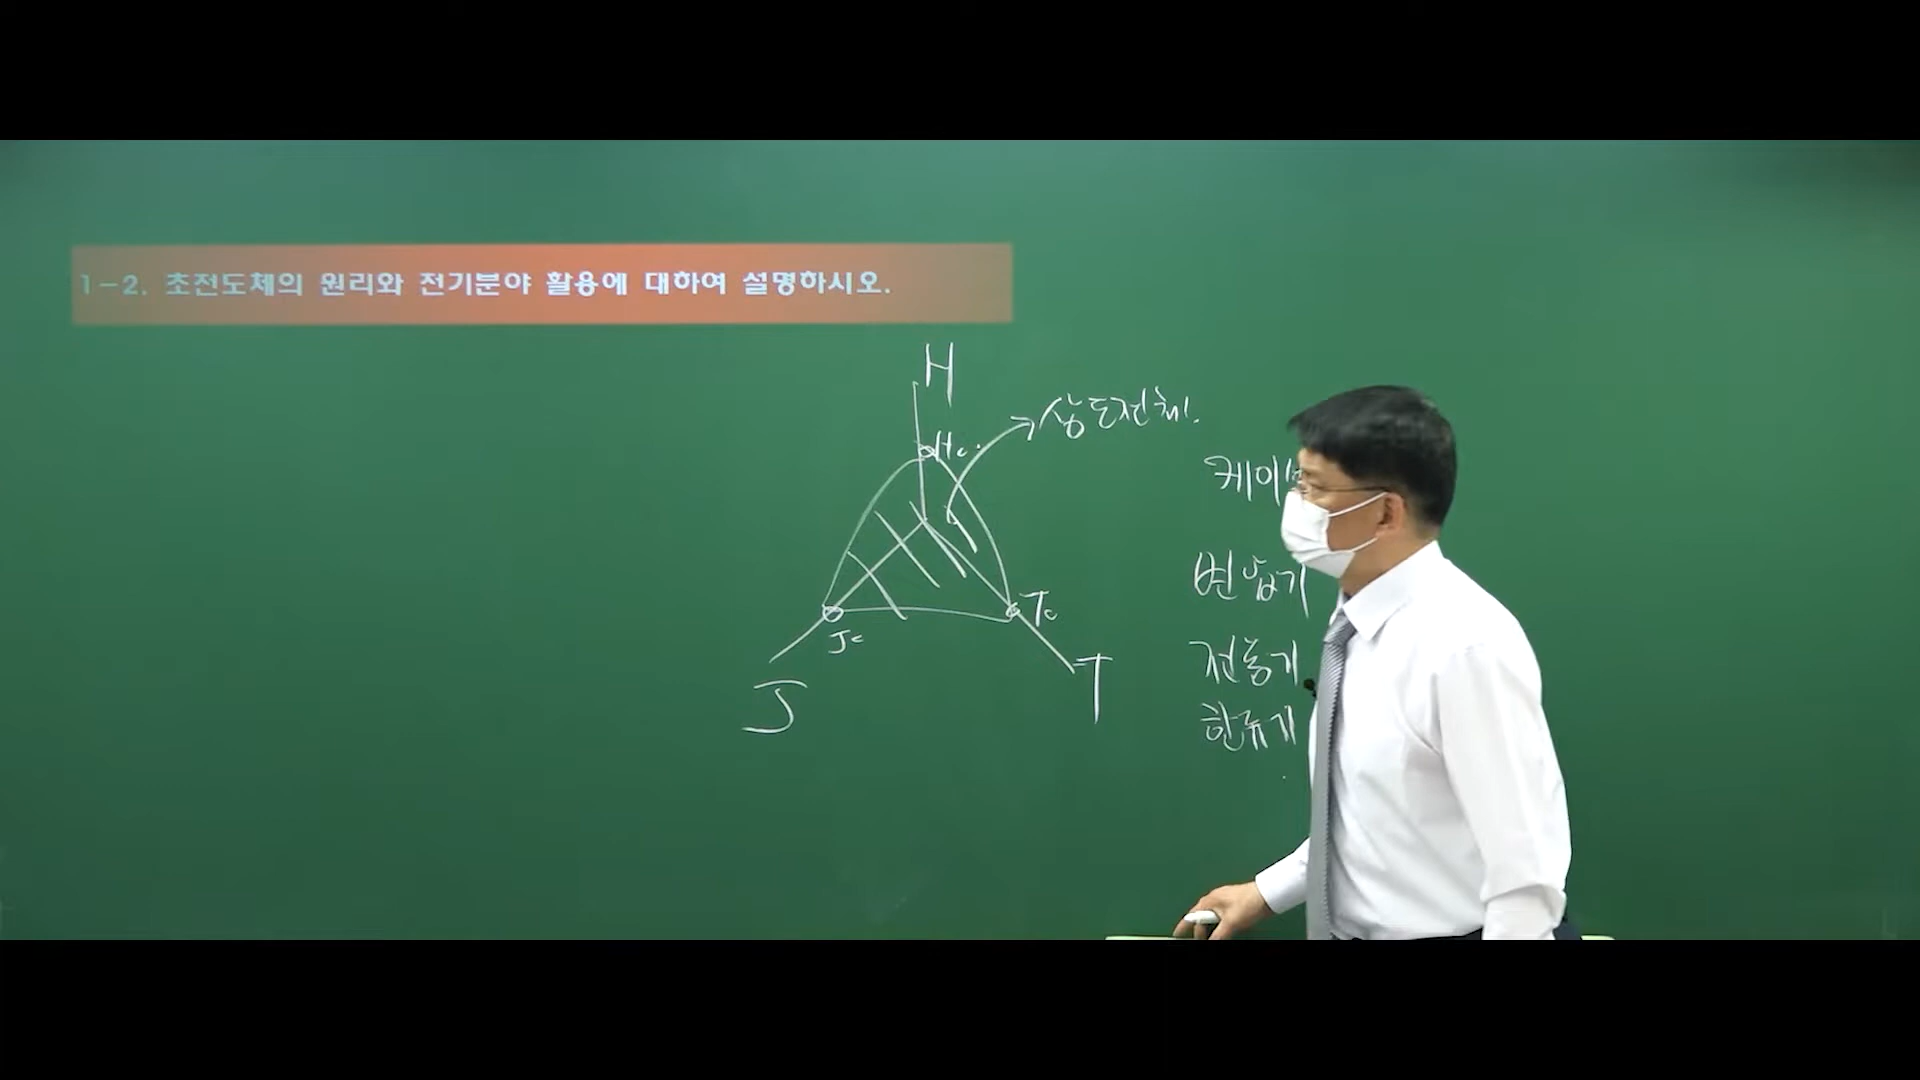 1-2. 초전도체의 원리와 전기분야 활용에 대하여 설명하시오.
H
Hc
상도전체
케이
변압기
Jc
Tc
J
T
전동기
한류기